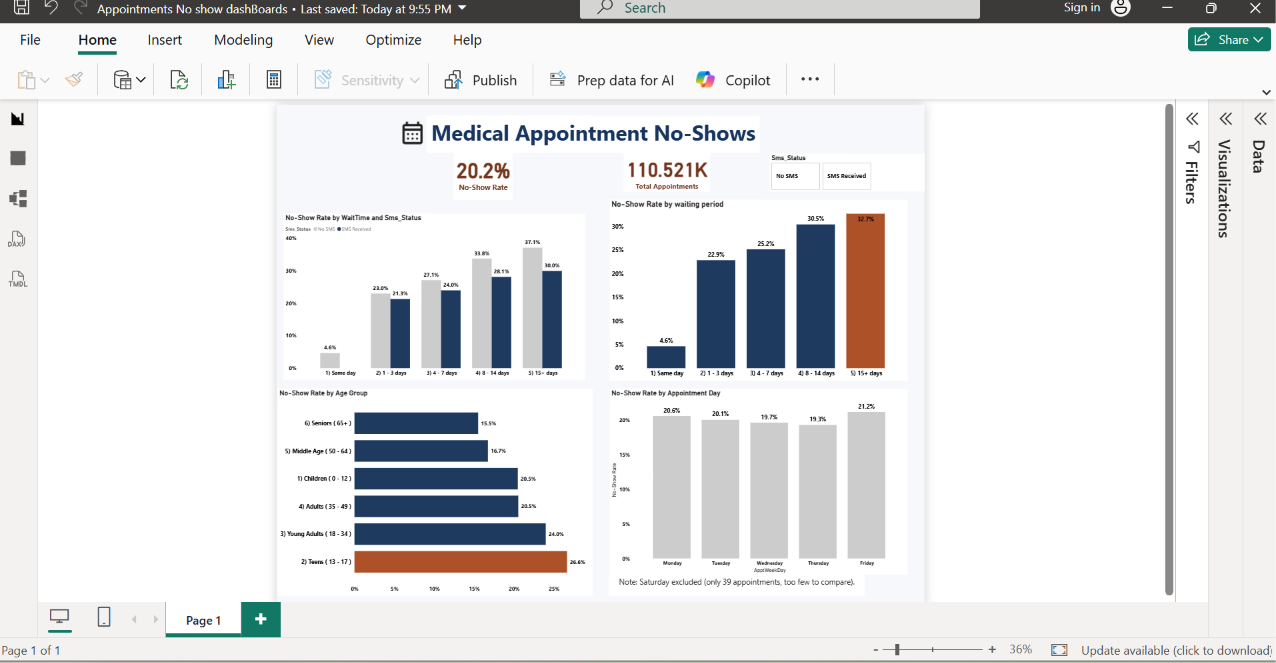 Appointments No show dashBoards • Last saved: Today at 9:55 PM
Search
Sign in
File Home Insert Modeling View Optimize Help
Share
Sensitivity
Publish
Prep data for AI
Copilot
Medical Appointment No-Shows
20.2%
No-Show Rate
110.521K
Total Appointments
Sms_Status
No SMS
SMS Received
No-Show Rate by WaitTime and Sms_Status
Sms_Status No SMS SMS Received
40%
30%
20%
10%
0%
4.6%
23.0%
21.3%
27.1%
24.0%
33.8%
28.1%
37.1%
30.0%
1) Same day
2) 1 - 3 days
3) 4 - 7 days
4) 8 - 14 days
5) 15+ days
No-Show Rate by waiting period
30%
25%
20%
15%
10%
5%
0%
4.6%
22.9%
25.2%
30.5%
32.7%
1) Same day
2) 1 - 3 days
3) 4 - 7 days
4) 8 - 14 days
5) 15+ days
No-Show Rate by Age Group
6) Seniors ( 65+ )
15.5%
5) Middle Age ( 50 - 64 )
16.7%
1) Children ( 0 - 12 )
20.5%
4) Adults ( 35 - 49 )
20.5%
3) Young Adults ( 18 - 34 )
24.0%
2) Teens ( 13 - 17 )
26.6%
0%
5%
10%
15%
20%
25%
No-Show Rate by Appointment Day
No-Show Rate
20%
15%
10%
5%
0%
20.6%
20.1%
19.7%
19.3%
21.2%
Monday
Tuesday
Wednesday
Thursday
Friday
ApptWeekDay
Note: Saturday excluded (only 39 appointments, too few to compare).
Filters
Visualizations
Data
DAX
TMDL
Page 1
Page 1 of 1
- + 36%
Update available (click to download)